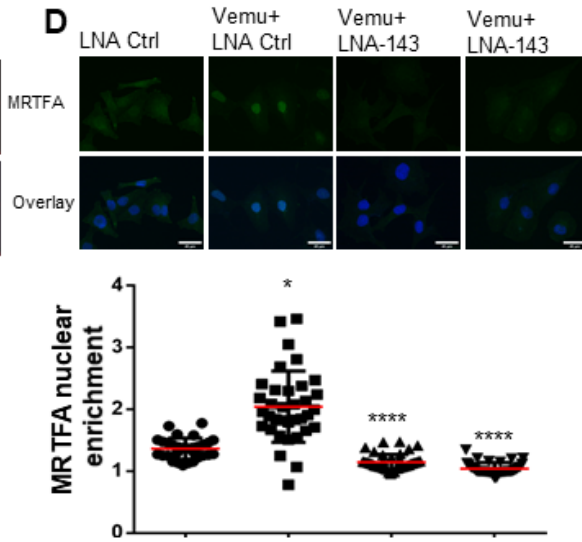 D
LNA Ctrl
Vemu+
LNA Ctrl
Vemu+
LNA-143
Vemu+
LNA-143
MRTFA
Overlay
4
3
2
1
0
MRTFA nuclear
enrichment
*
****
****